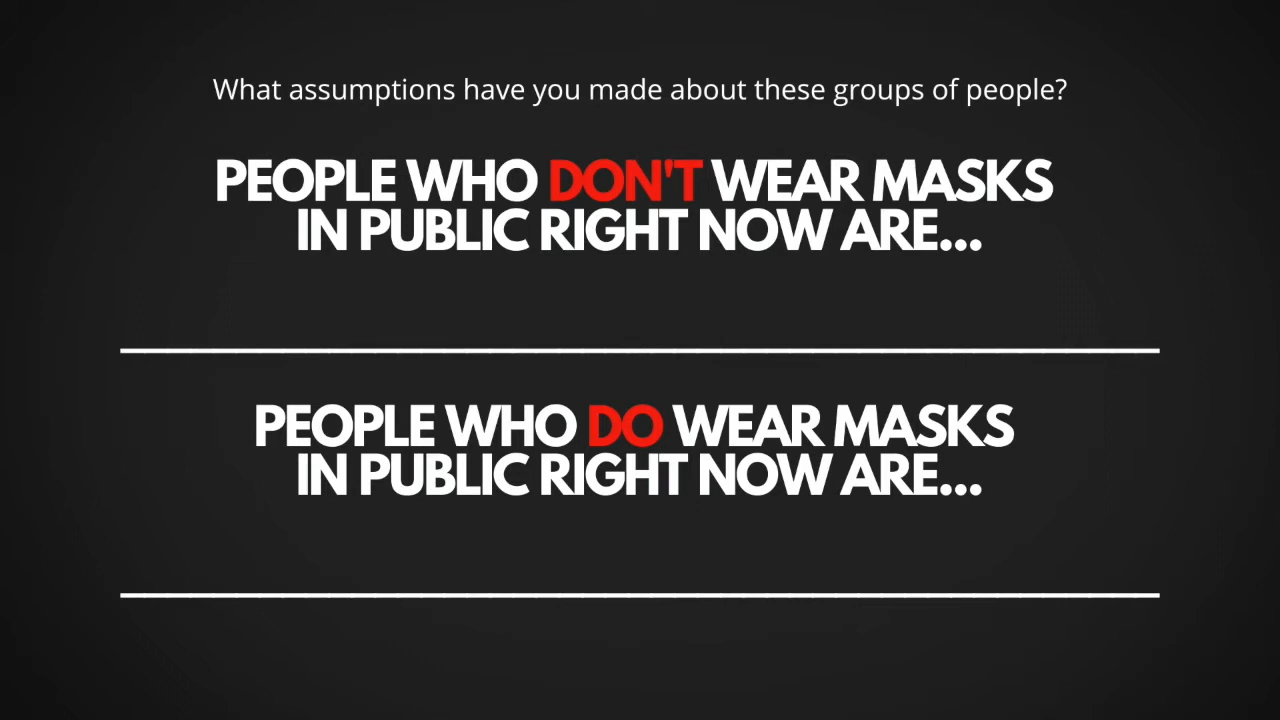 What assumptions have you made about these groups of people?
PEOPLE WHO DON'T WEAR MASKS
IN PUBLIC RIGHT NOW ARE...
PEOPLE WHO DO WEAR MASKS
IN PUBLIC RIGHT NOW ARE...